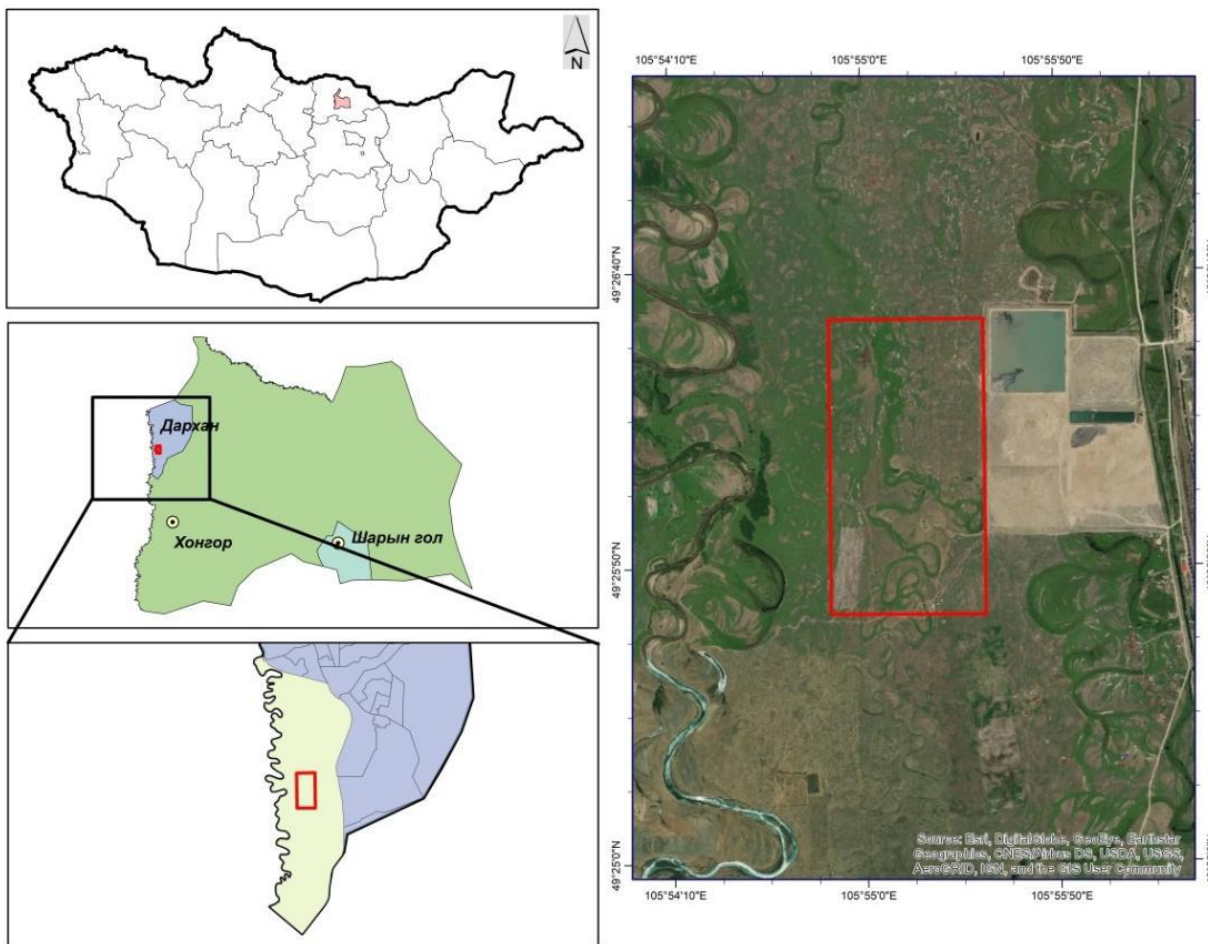 N
Дархан
Хонгор
Шарын гол
105°54'10"E
105°55'0"E
105°55'50"E
49°26'40"N
49°25'50"N
49°25'0"N
Source: Esri, DigitalGlobe, GeoEye, Earthstar
Geographics, CNES/Airbus DS, USDA, USGS,
AeroGRID, IGN, and the GIS User Community
105°54'10"E
105°55'0"E
105°55'50"E